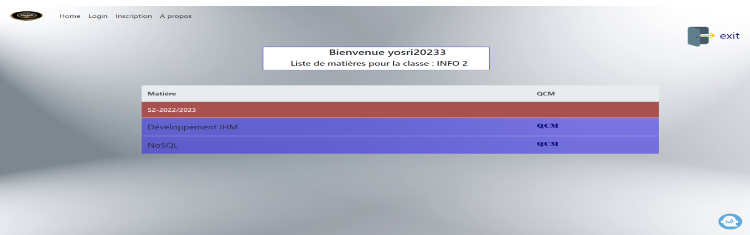 Home Login Inscription A propos
exit
Bienvenue yosri20233
Liste de matières pour la classe : INFO 2
Matière QCM
S2-2022/2023
Développement IHM QCM
NoSQL QCM